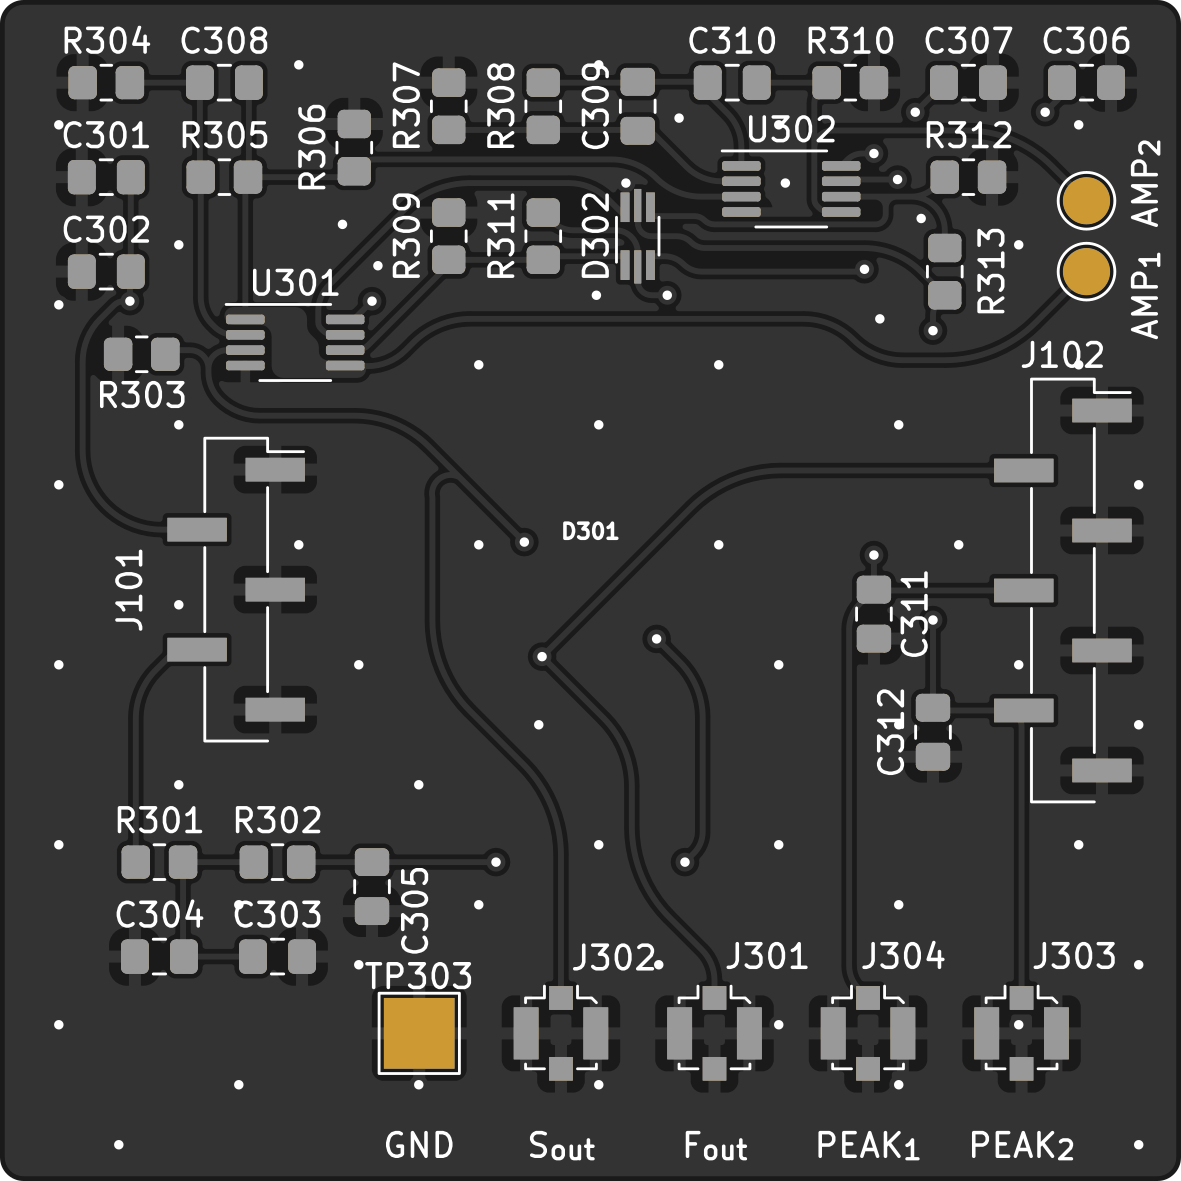 R304 C308 C310 R310 C307 C306
R307 R308 C309
C301 R305 R306 U302 R312
AMP2
C302 R309 R311 D302 R313 AMP1
U301
J102
R303
D301
J101 C311
C312
R301 R302
C304 C303 C305
TP303 J302 J301 J304 J303
GND Sout Fout PEAK1 PEAK2